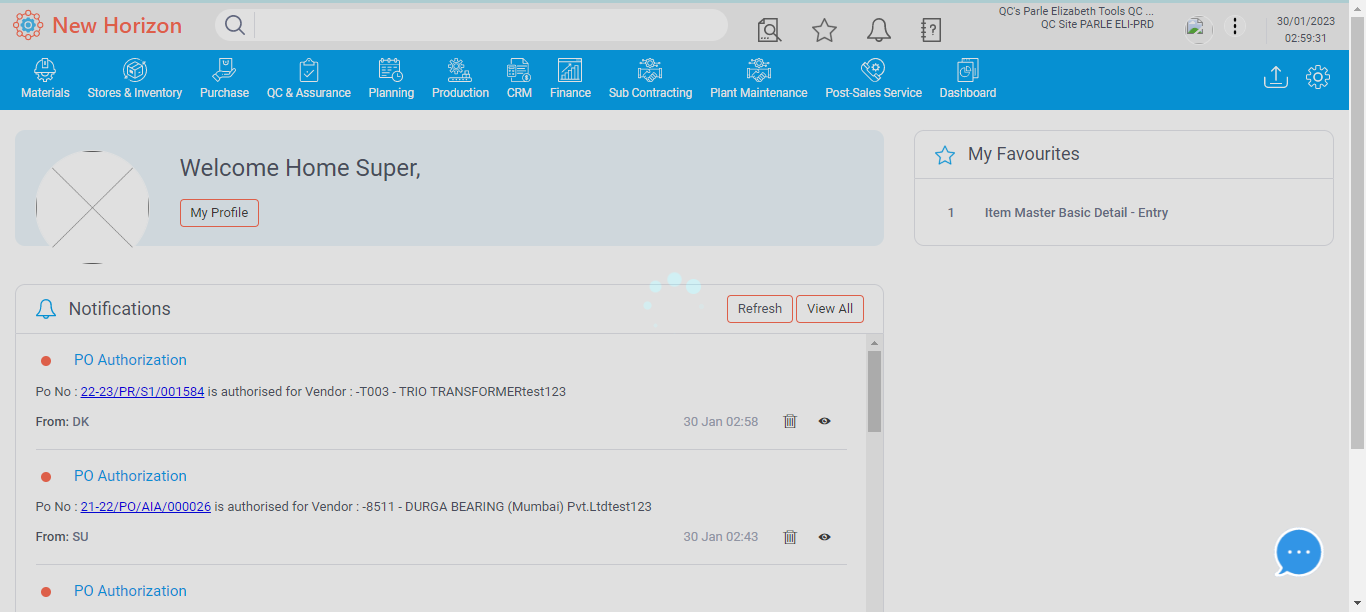 New Horizon
QC's Parle Elizabeth Tools QC ...
QC Site PARLE ELI-PRD
30/01/2023
02:59:31
Materials
Stores & Inventory
Purchase
QC & Assurance
Planning
Production
CRM
Finance
Sub Contracting
Plant Maintenance
Post-Sales Service
Dashboard
Welcome Home Super,
My Profile
My Favourites
1 Item Master Basic Detail - Entry
Notifications
Refresh
View All
PO Authorization
Po No : 22-23/PR/S1/001584 is authorised for Vendor : -T003 - TRIO TRANSFORMERtest123
From: DK
30 Jan 02:58
PO Authorization
Po No : 21-22/PO/AIA/000026 is authorised for Vendor : -8511 - DURGA BEARING (Mumbai) Pvt.Ltdtest123
From: SU
30 Jan 02:43
PO Authorization